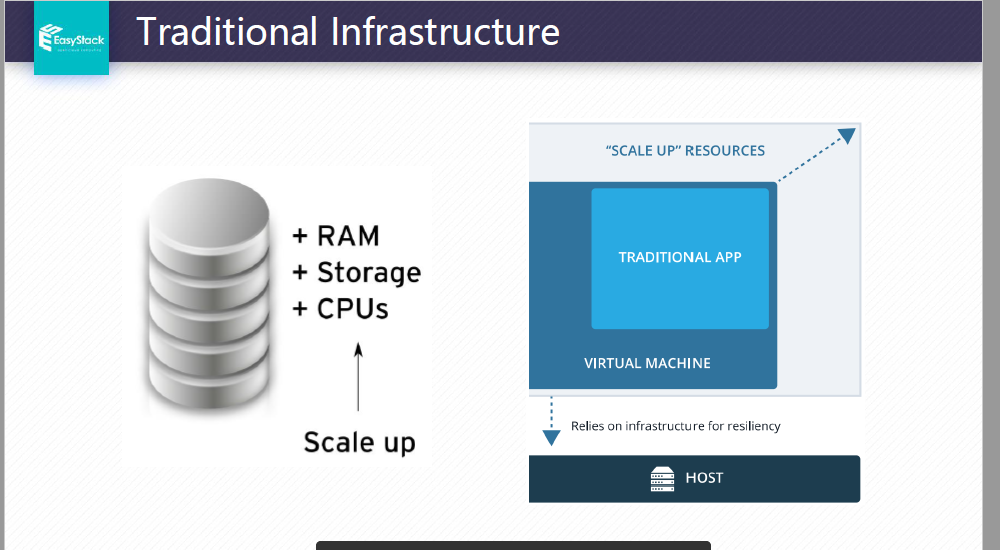 EasyStack
Traditional Infrastructure
+ RAM
+ Storage
+ CPUs
Scale up
“SCALE UP” RESOURCES
TRADITIONAL APP
VIRTUAL MACHINE
Relies on infrastructure for resiliency
HOST